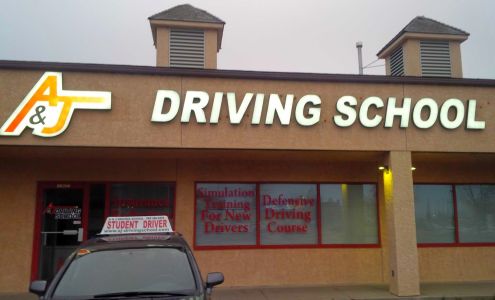 A&J
DRIVING SCHOOL
Simulation
Training
For New
Drivers
Defensive
Driving
Course
STUDENT DRIVER